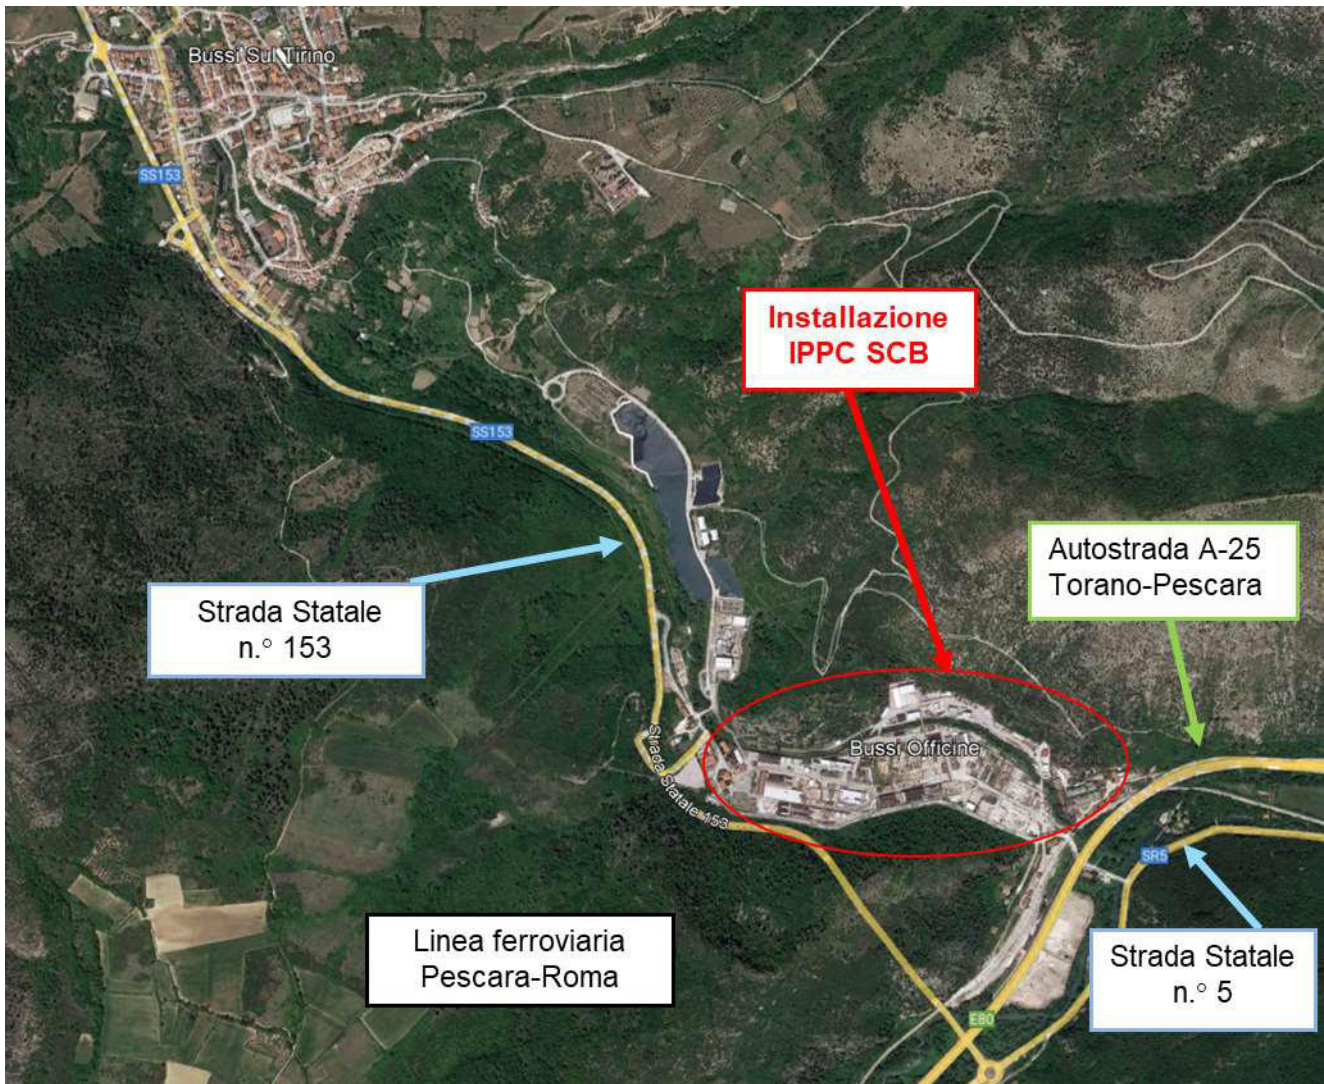 Bussi Sul Tirino
SS153
Installazione
IPPC SCB
SS153
Autostrada A-25
Torano-Pescara
Strada Statale
n.° 153
Bussi Officine
Strada Statale 153
SR5
Linea ferroviaria
Pescara-Roma
Strada Statale
n.° 5
E80